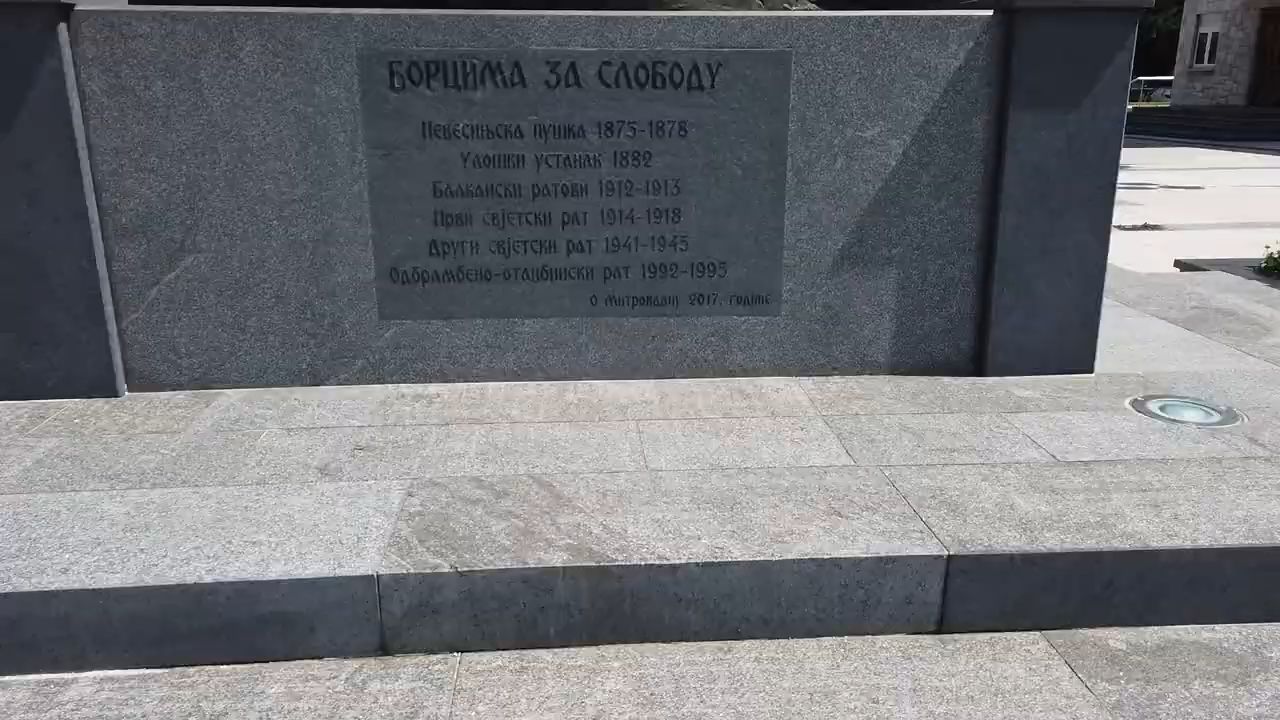 БОРЦИМА ЗА СЛОБОДУ
Невесињска пушка 1875-1878
Улошки устанак 1882
Балкански ратови 1912-1913
Први свјетски рат 1914-1918
Други свјетски рат 1941-1945
Одбрамбено-отаџбински рат 1992-1995
О Митровдану 2017. године